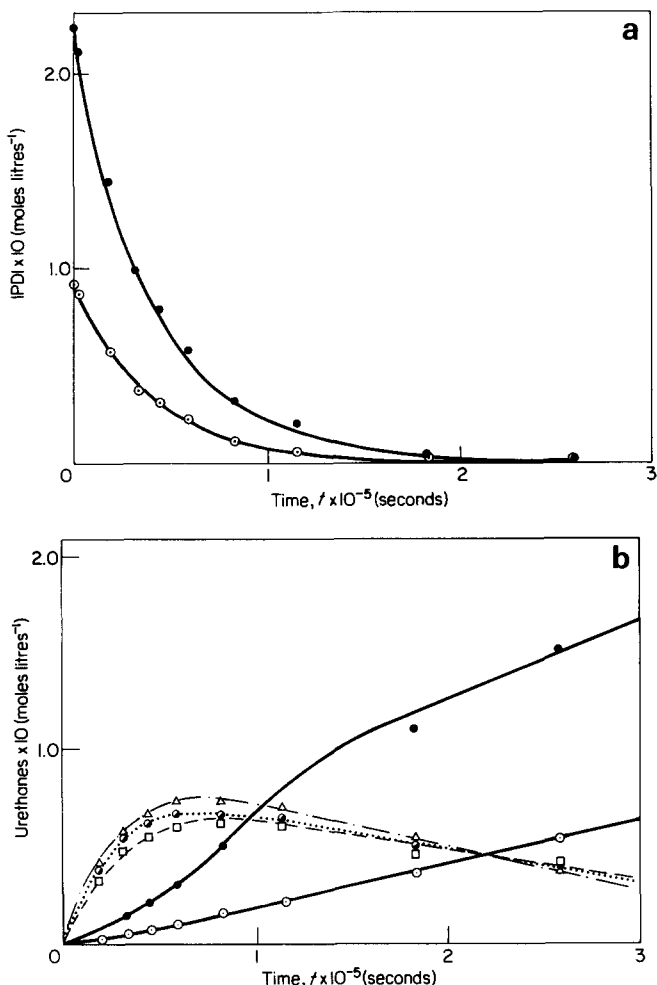 a
2.0
1.0
IPDI x 10 (moles litres⁻¹)
0
1
2
3
Time, t x 10⁻⁵ (seconds)
b
2.0
1.0
Urethanes x 10 (moles litres⁻¹)
0
1
2
3
Time, t x 10⁻⁵ (seconds)